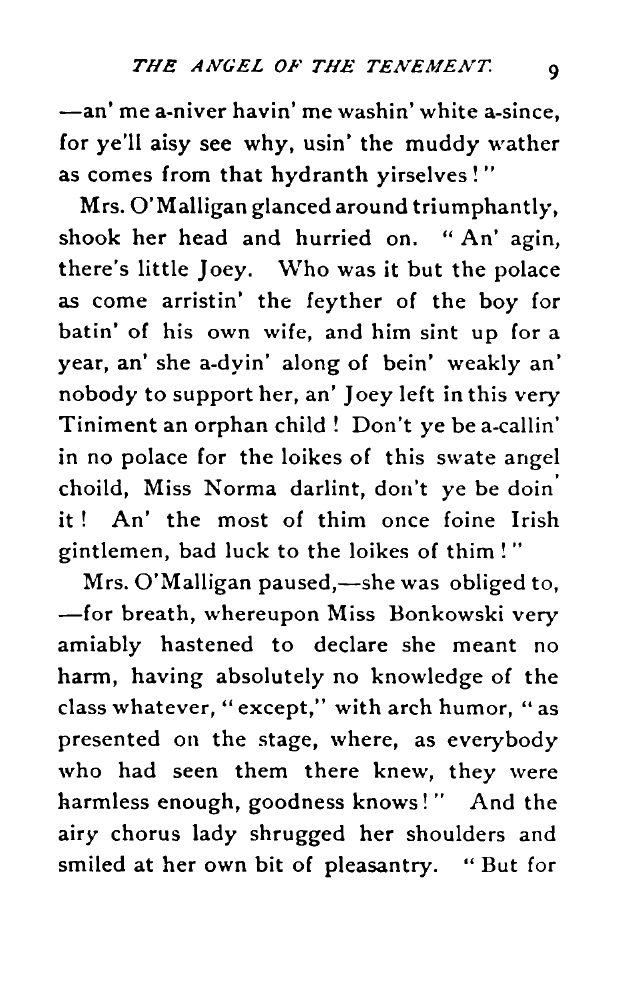 THE ANGEL OF THE TENEMENT. 9
—an' me a-niver havin' me washin' white a-since,
for ye'll aisy see why, usin' the muddy wather
as comes from that hydranth yirselves!"
Mrs. O'Malligan glanced around triumphantly,
shook her head and hurried on. "An' agin,
there's little Joey. Who was it but the polace
as come arristin' the feyther of the boy for
batin' of his own wife, and him sint up for a
year, an' she a-dyin' along of bein' weakly an'
nobody to support her, an' Joey left in this very
Tiniment an orphan child! Don't ye be a-callin'
in no polace for the loikes of this swate angel
choild, Miss Norma darlint, don't ye be doin'
it! An' the most of thim once foine Irish
gintlemen, bad luck to the loikes of thim!"
Mrs. O'Malligan paused,—she was obliged to,
—for breath, whereupon Miss Bonkowski very
amiably hastened to declare she meant no
harm, having absolutely no knowledge of the
class whatever, "except," with arch humor, "as
presented on the stage, where, as everybody
who had seen them there knew, they were
harmless enough, goodness knows!" And the
airy chorus lady shrugged her shoulders and
smiled at her own bit of pleasantry. "But for